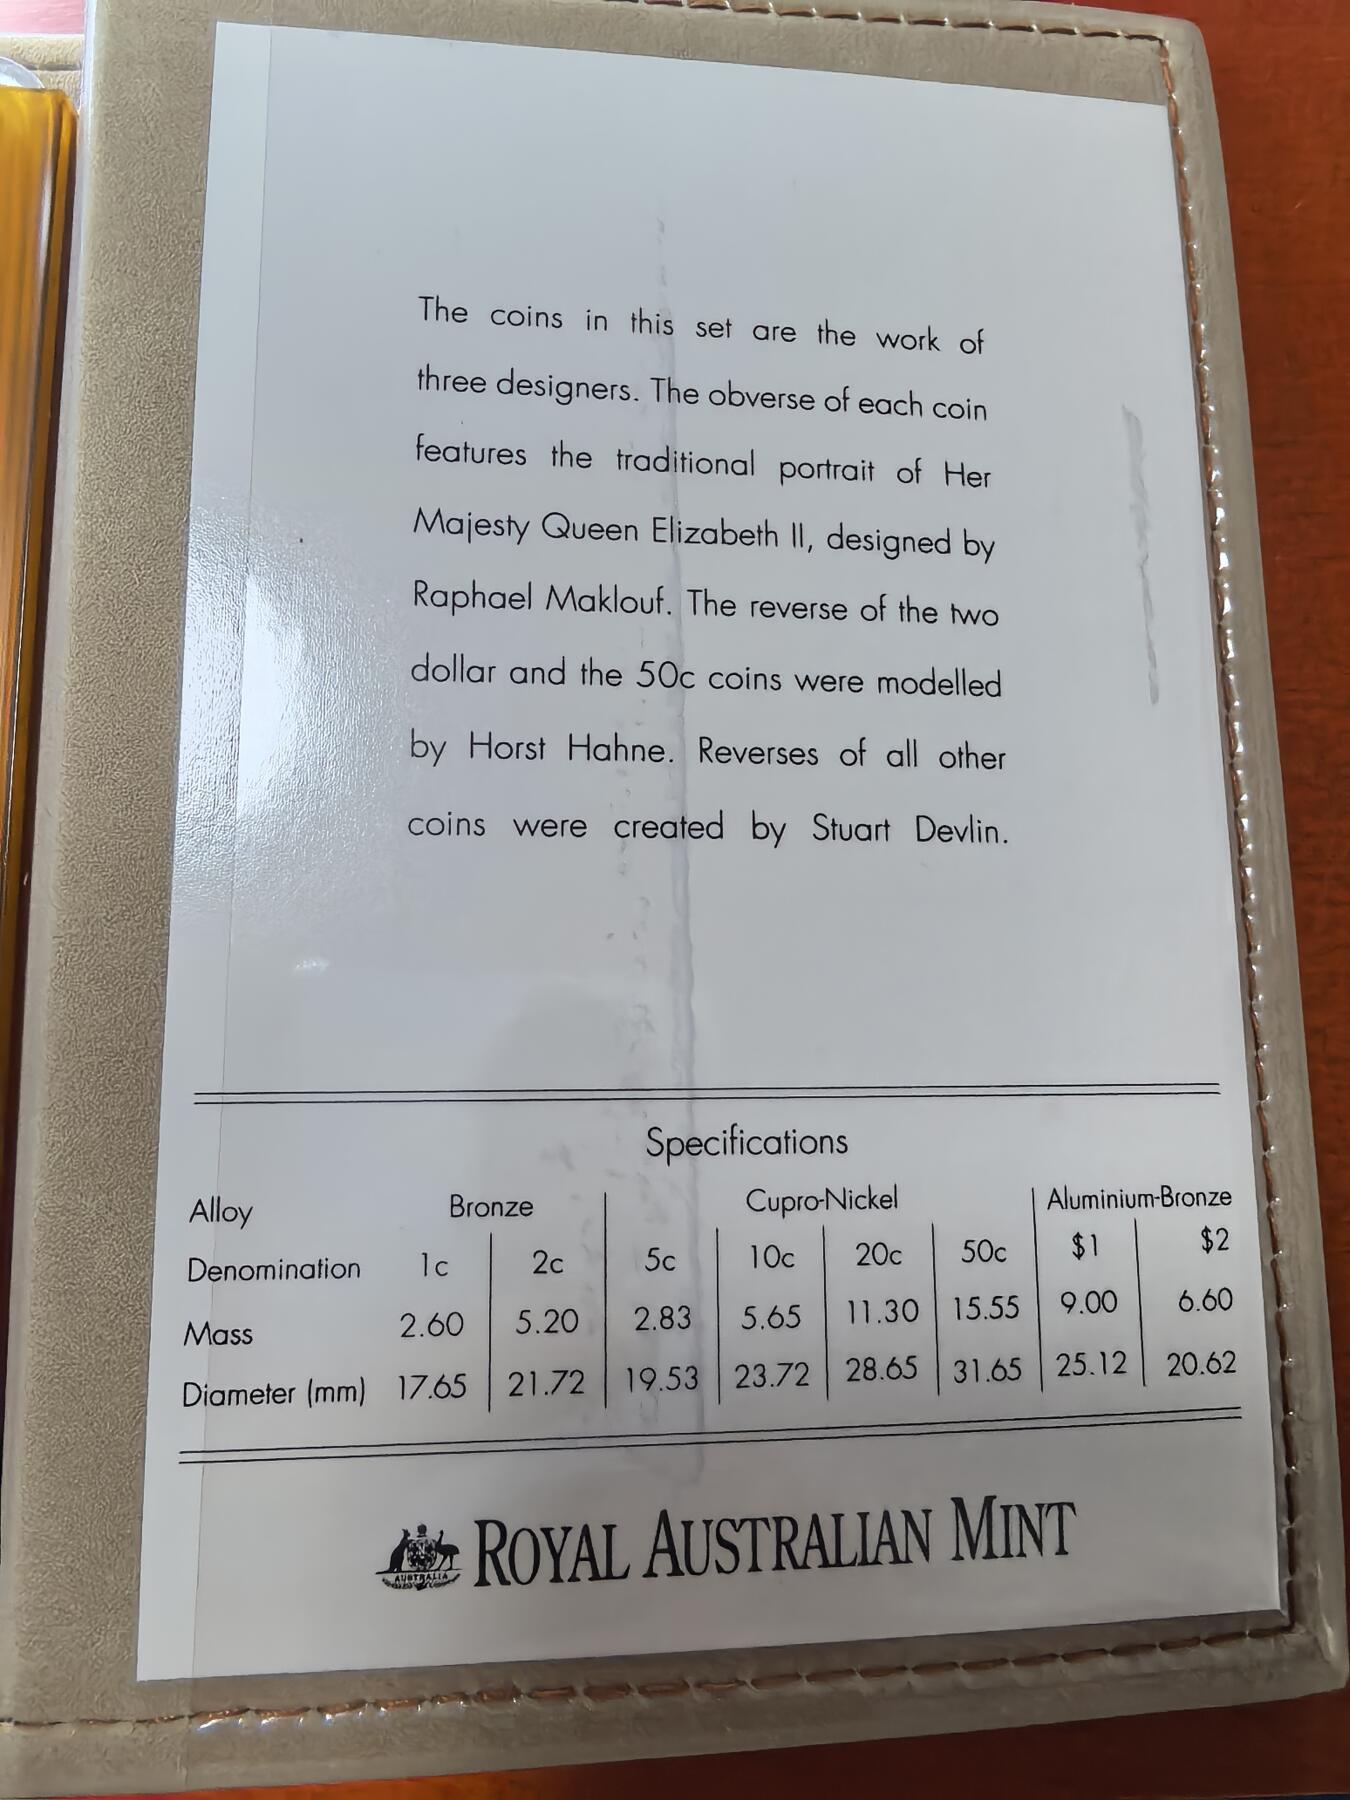 The coins in this set are the work of
three designers. The obverse of each coin
features the traditional portrait of Her
Majesty Queen Elizabeth II, designed by
Raphael Maklouf. The reverse of the two
dollar and the 50c coins were modelled
by Horst Hahne. Reverses of all other
coins were created by Stuart Devlin.
Specifications
Alloy Bronze Cupro-Nickel Aluminium-Bronze
Denomination 1c 2c 5c 10c 20c 50c $1 $2
Mass 2.60 5.20 2.83 5.65 11.30 15.55 9.00 6.60
Diameter (mm) 17.65 21.72 19.53 23.72 28.65 31.65 25.12 20.62
AUSTRALIA
ROYAL AUSTRALIAN MINT